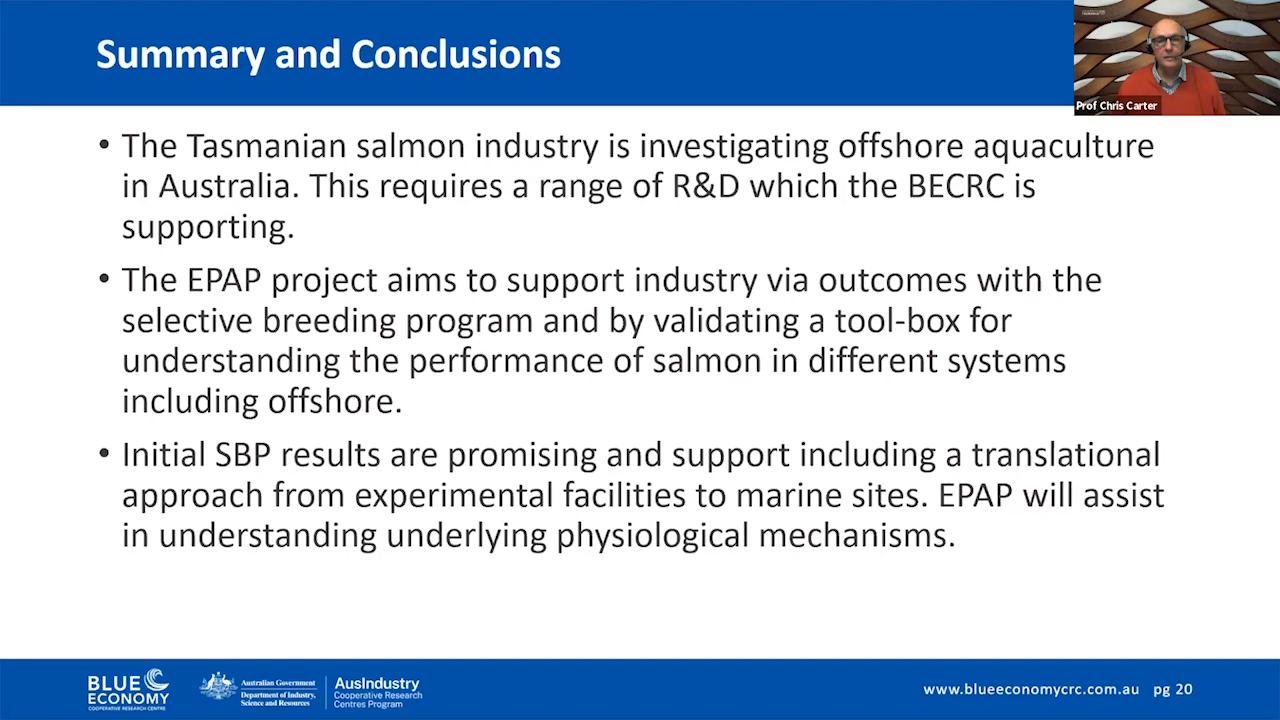 Summary and Conclusions
Prof Chris Carter
• The Tasmanian salmon industry is investigating offshore aquaculture
in Australia. This requires a range of R&D which the BECRC is
supporting.
• The EPAP project aims to support industry via outcomes with the
selective breeding program and by validating a tool-box for
understanding the performance of salmon in different systems
including offshore.
• Initial SBP results are promising and support including a translational
approach from experimental facilities to marine sites. EPAP will assist
in understanding underlying physiological mechanisms.
BLUE
ECONOMY
COOPERATIVE RESEARCH CENTRE
Australian Government
Department of Industry,
Science and Resources
AusIndustry
Cooperative Research
Centres Program
www.blueeconomycrc.com.au pg 20